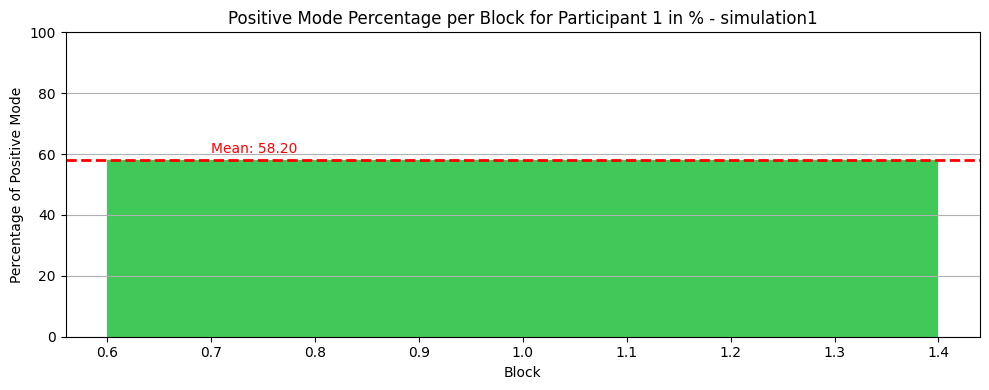 Positive Mode Percentage per Block for Participant 1 in % - simulation1
Percentage of Positive Mode
100
80
60
40
20
0
Mean: 58.20
0.6 0.7 0.8 0.9 1.0 1.1 1.2 1.3 1.4
Block